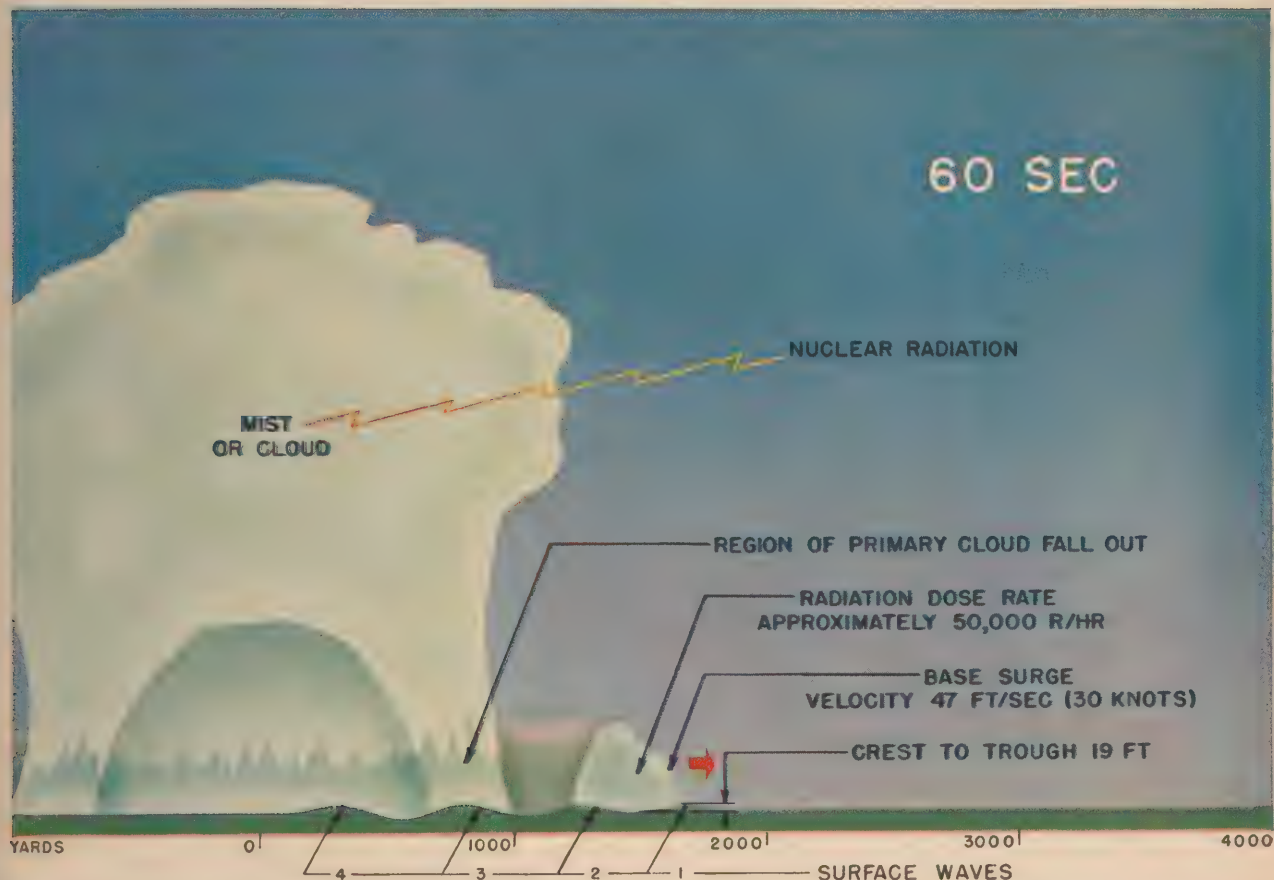 60 SEC
NUCLEAR RADIATION
MIST
OR CLOUD
REGION OF PRIMARY CLOUD FALL OUT
RADIATION DOSE RATE
APPROXIMATELY 50,000 R/HR
BASE SURGE
VELOCITY 47 FT/SEC (30 KNOTS)
CREST TO TROUGH 19 FT
YARDS 0 1000 2000 3000 4000
4 3 2 1 SURFACE WAVES